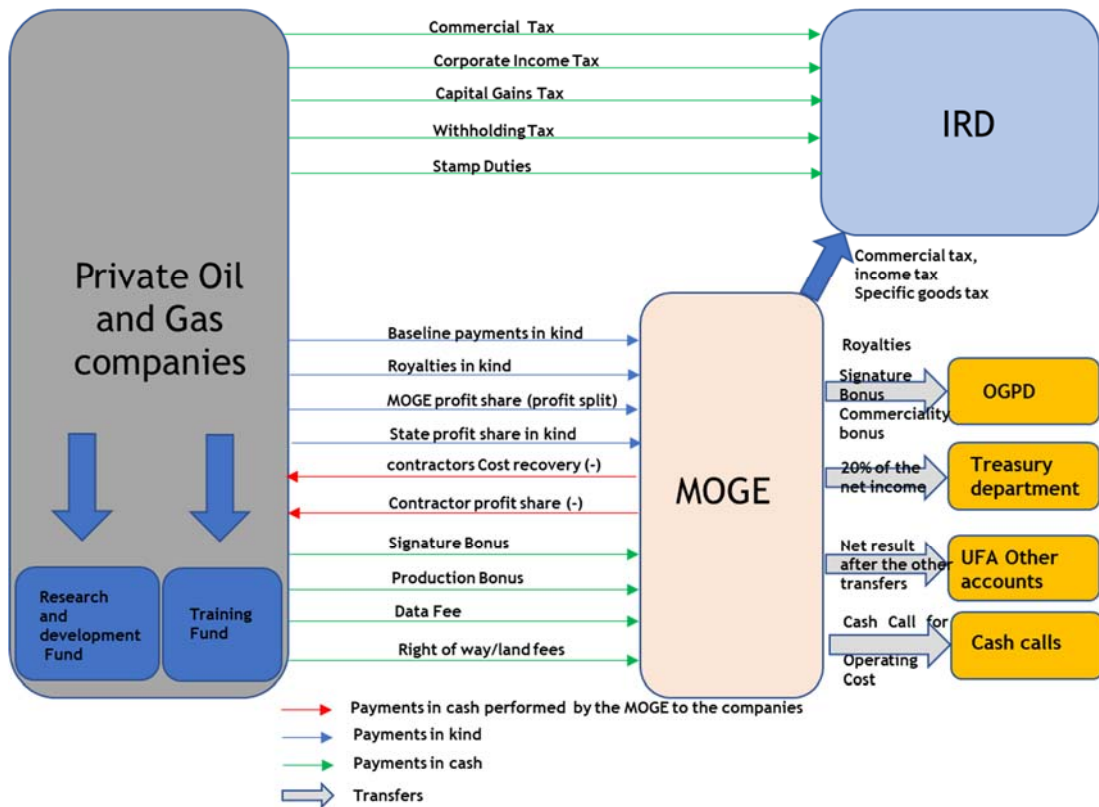 Commercial Tax
Corporate Income Tax
Capital Gains Tax
Withholding Tax
Stamp Duties
IRD
Private Oil
and Gas
companies
Commercial tax,
income tax
Specific goods tax
Baseline payments in kind
Royalties in kind
MOGE profit share (profit split)
State profit share in kind
contractors Cost recovery (-)
Contractor profit share (-)
Signature Bonus
Production Bonus
Data Fee
Right of way/land fees
MOGE
Royalties
Signature
Bonus
Commerciality
bonus
OGPD
20% of the
net income
Treasury
department
Net result
after the other
transfers
UFA Other
accounts
Cash Call for
Operating
Cost
Cash calls
Research
and
development
Fund
Training
Fund
Payments in cash performed by the MOGE to the companies
Payments in kind
Payments in cash
Transfers